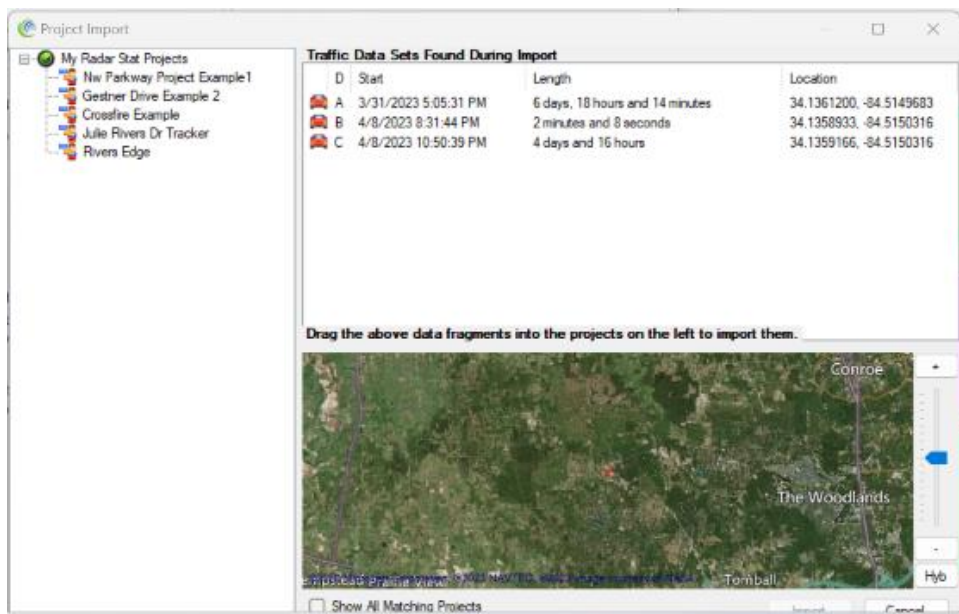 Project Import
My Radar Stat Projects
Nw Parkway Project Example1
Gestner Drive Example 2
Crossfire Example
Julie Rivers Dr Tracker
Rivers Edge
Traffic Data Sets Found During Import
D Start Length Location
A 3/31/2023 5:05:31 PM 6 days, 18 hours and 14 minutes 34.1361200, -84.5149683
B 4/8/2023 8:31:44 PM 2 minutes and 8 seconds 34.1358933, -84.5150316
C 4/8/2023 10:50:39 PM 4 days and 16 hours 34.1359166, -84.5150316
Drag the above data fragments into the projects on the left to import them.
Conroe
+
The Woodlands
-
Prairie View
Tomball
Hyb
Show All Matching Projects
Import
Cancel